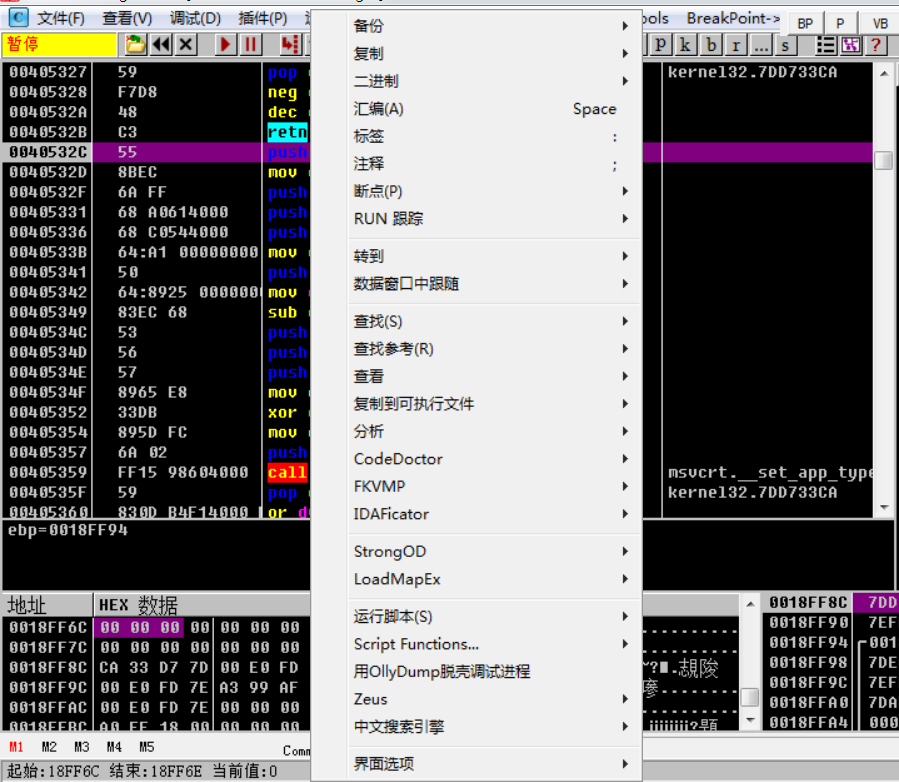 C 文件(F) 查看(V) 调试(D) 插件(P) ools BreakPoint-> BP P VB
暂停 P k b r ... s ?
00405327 59 pop kernel32.7DD733CA
00405328 F7D8 neg
0040532A 48 dec
0040532B C3 retn
0040532C 55 push
0040532D 8BEC mov
0040532F 6A FF push
00405331 68 A0614000 push
00405336 68 C0544000 push
0040533B 64:A1 00000000 mov
00405341 50 push
00405342 64:8925 0000000 mov
00405349 83EC 68 sub
0040534C 53 push
0040534D 56 push
0040534E 57 push
0040534F 8965 E8 mov
00405352 33DB xor
00405354 895D FC mov
00405357 6A 02 push
00405359 FF15 98604000 call msvcrt.__set_app_type
0040535F 59 pop kernel32.7DD733CA
00405360 830D B4F14000 or d
ebp=0018FF94
备份
复制
二进制
汇编(A) Space
标签 :
注释 ;
断点(P)
RUN 跟踪
转到
数据窗口中跟随
查找(S)
查找参考(R)
查看
复制到可执行文件
分析
CodeDoctor
FKVMP
IDAFicator
StrongOD
LoadMapEx
运行脚本(S)
Script Functions...
用OllyDump脱壳调试进程
Zeus
中文搜索引擎
界面选项
地址 HEX 数据
0018FF6C 00 00 00 00 00 00 00
0018FF7C 00 00 00 00 00 00 00
0018FF8C CA 33 D7 7D 00 E0 FD
0018FF9C 00 E0 FD 7E A3 99 AF
0018FFAC 00 E0 FD 7E 00 00 00
0018FFBC A0 FF 18 00 00 00 00
0018FF8C 7DD
0018FF90 7EF
0018FF94 001
0018FF98 7DE
0018FF9C 7EF
0018FFA0 7DA
0018FFA4 000
M1 M2 M3 M4 M5 Comm
起始:18FF6C 结束:18FF6E 当前值:0